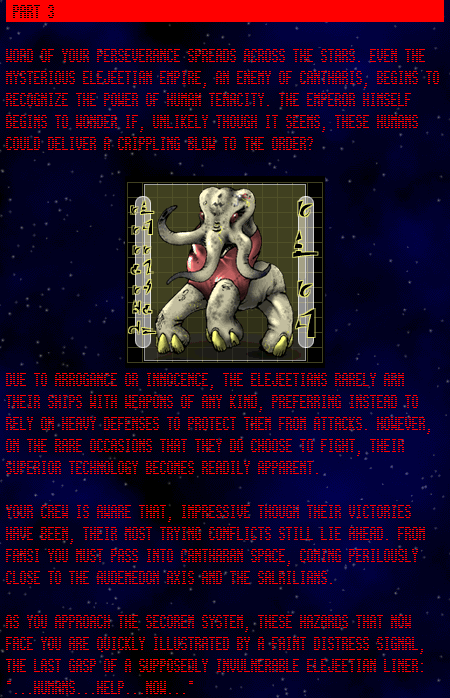 PART 3
WORD OF YOUR PERSEVERANCE SPREADS ACROSS THE STARS. EVEN THE
MYSTERIOUS ELEJEETIAN EMPIRE, AN ENEMY OF CANTHARIS, BEGINS TO
RECOGNIZE THE POWER OF HUMAN TENACITY. THE EMPEROR HIMSELF
BEGINS TO WONDER IF, UNLIKELY THOUGH IT SEEMS, THESE HUMANS
COULD DELIVER A CRIPPLING BLOW TO THE ORDER?
DUE TO ARROGANCE OR INNOCENCE, THE ELEJEETIANS RARELY ARM
THEIR SHIPS WITH WEAPONS OF ANY KIND, PREFERRING INSTEAD TO
RELY ON HEAVY DEFENSES TO PROTECT THEM FROM ATTACKS. HOWEVER,
ON THE RARE OCCASIONS THAT THEY DO CHOOSE TO FIGHT, THEIR
SUPERIOR TECHNOLOGY BECOMES READILY APPARENT.
YOUR CREW IS AWARE THAT, IMPRESSIVE THOUGH THEIR VICTORIES
HAVE BEEN, THEIR MOST TRYING CONFLICTS STILL LIE AHEAD. FROM
FAMSI YOU MUST PASS INTO CANTHARAN SPACE, COMING PERILOUSLY
CLOSE TO THE AUDEMEDON AXIS AND THE SALAILIANS.
AS YOU APPROACH THE SECOREM SYSTEM, THESE HAZARDS THAT NOW
FACE YOU ARE QUICKLY ILLUSTRATED BY A FAINT DISTRESS SIGNAL,
THE LAST GASP OF A SUPPOSEDLY INVULNERABLE ELEJEETIAN LINER:
"...HUMANS...HELP...NOW..."